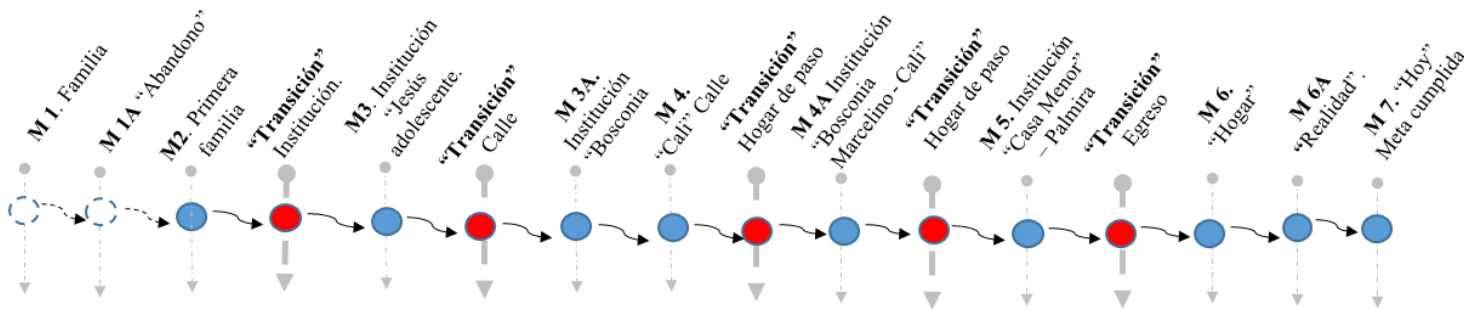 M 1. Familia
M 1A “Abandono”
M2. Primera
familia
“Transición”
Institución.
M3. Institución
“Jesús
adolescente.
“Transición”
Calle
M 3A.
Institución
“Bosconia
M 4.
“Cali” Calle
“Transición”
Hogar de paso
M 4A Institución
“Bosconia
Marcelino - Cali”
“Transición”
Hogar de paso
M 5. Institución
“Casa Menor”
– Palmira
“Transición”
Egreso
M 6.
“Hogar”
M 6A
“Realidad”.
M 7. “Hoy”
Meta cumplida